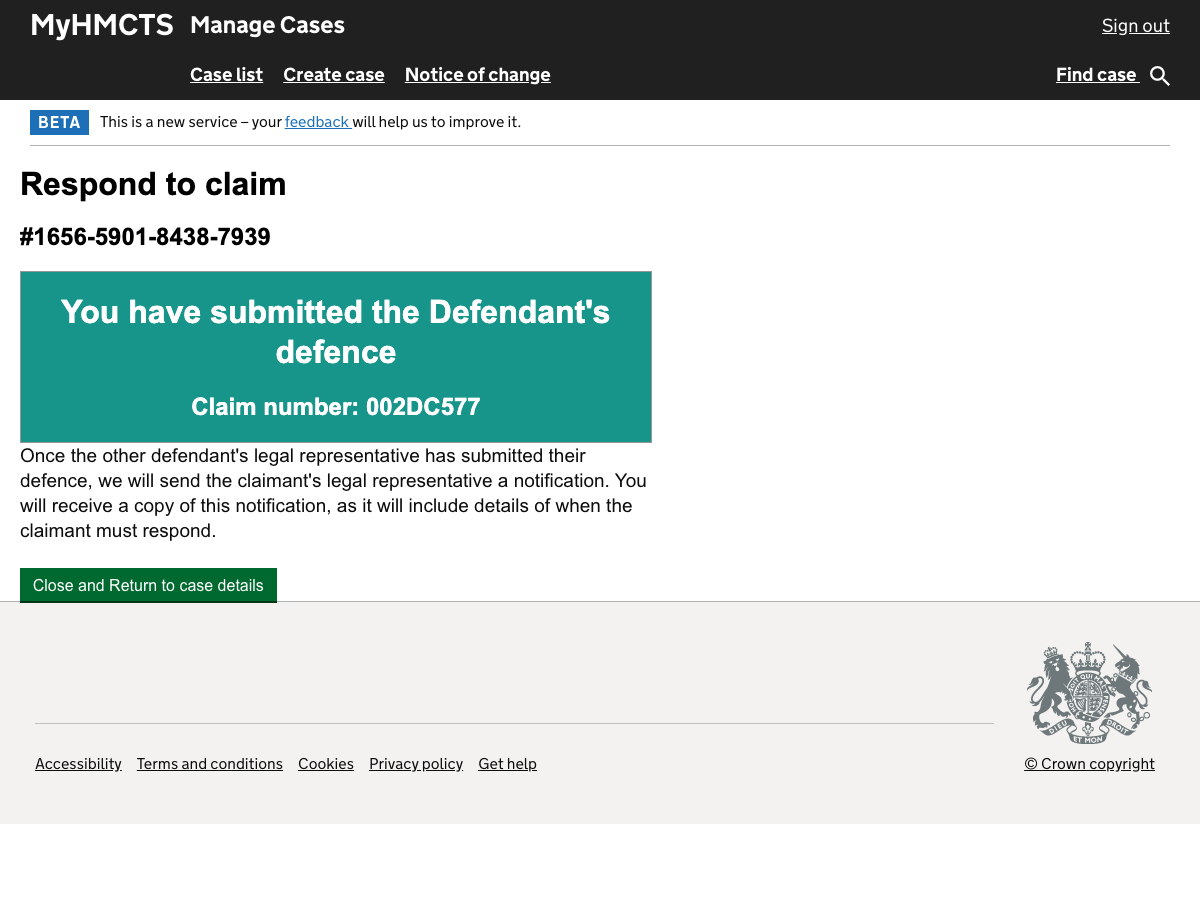 MyHMCTS Manage Cases Sign out
Case list Create case Notice of change Find case
BETA This is a new service – your feedback will help us to improve it.
Respond to claim
#1656-5901-8438-7939
You have submitted the Defendant's
defence
Claim number: 002DC577
Once the other defendant's legal representative has submitted their
defence, we will send the claimant's legal representative a notification. You
will receive a copy of this notification, as it will include details of when the
claimant must respond.
Close and Return to case details
DIEU ET MON DROIT
Accessibility Terms and conditions Cookies Privacy policy Get help © Crown copyright